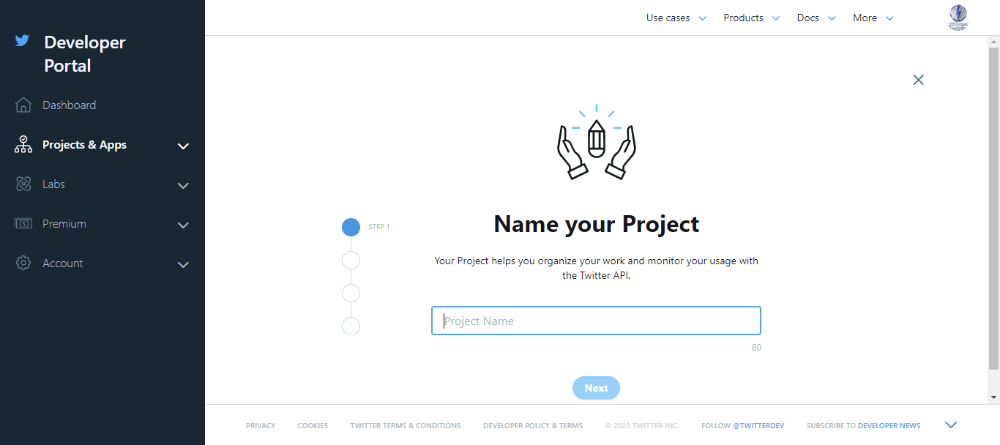 Developer
Portal
Dashboard
Projects & Apps
Labs
Premium
Account
Use cases
Products
Docs
More
STEP 1
Name your Project
Your Project helps you organize your work and monitor your usage with
the Twitter API.
Project Name
80
Next
PRIVACY
COOKIES
TWITTER TERMS & CONDITIONS
DEVELOPER POLICY & TERMS
© 2020 TWITTER INC.
FOLLOW @TWITTERDEV
SUBSCRIBE TO DEVELOPER NEWS